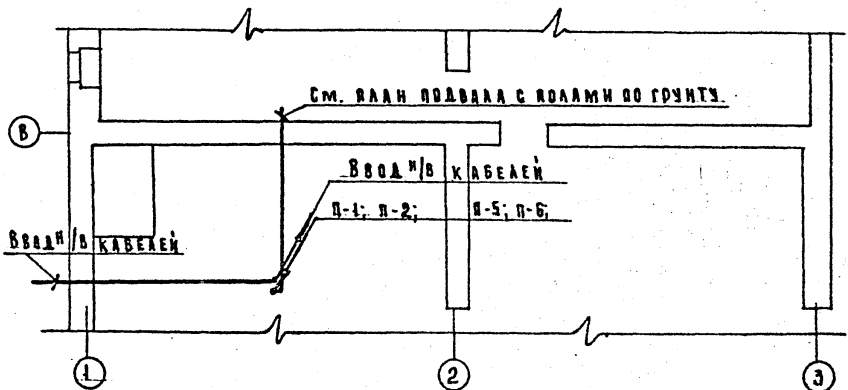 См. план подвала с полами по грунту.
В
Ввод н/в кабелей
П-1; П-2; П-5; П-6;
Ввод н/в кабелей
1
2
3